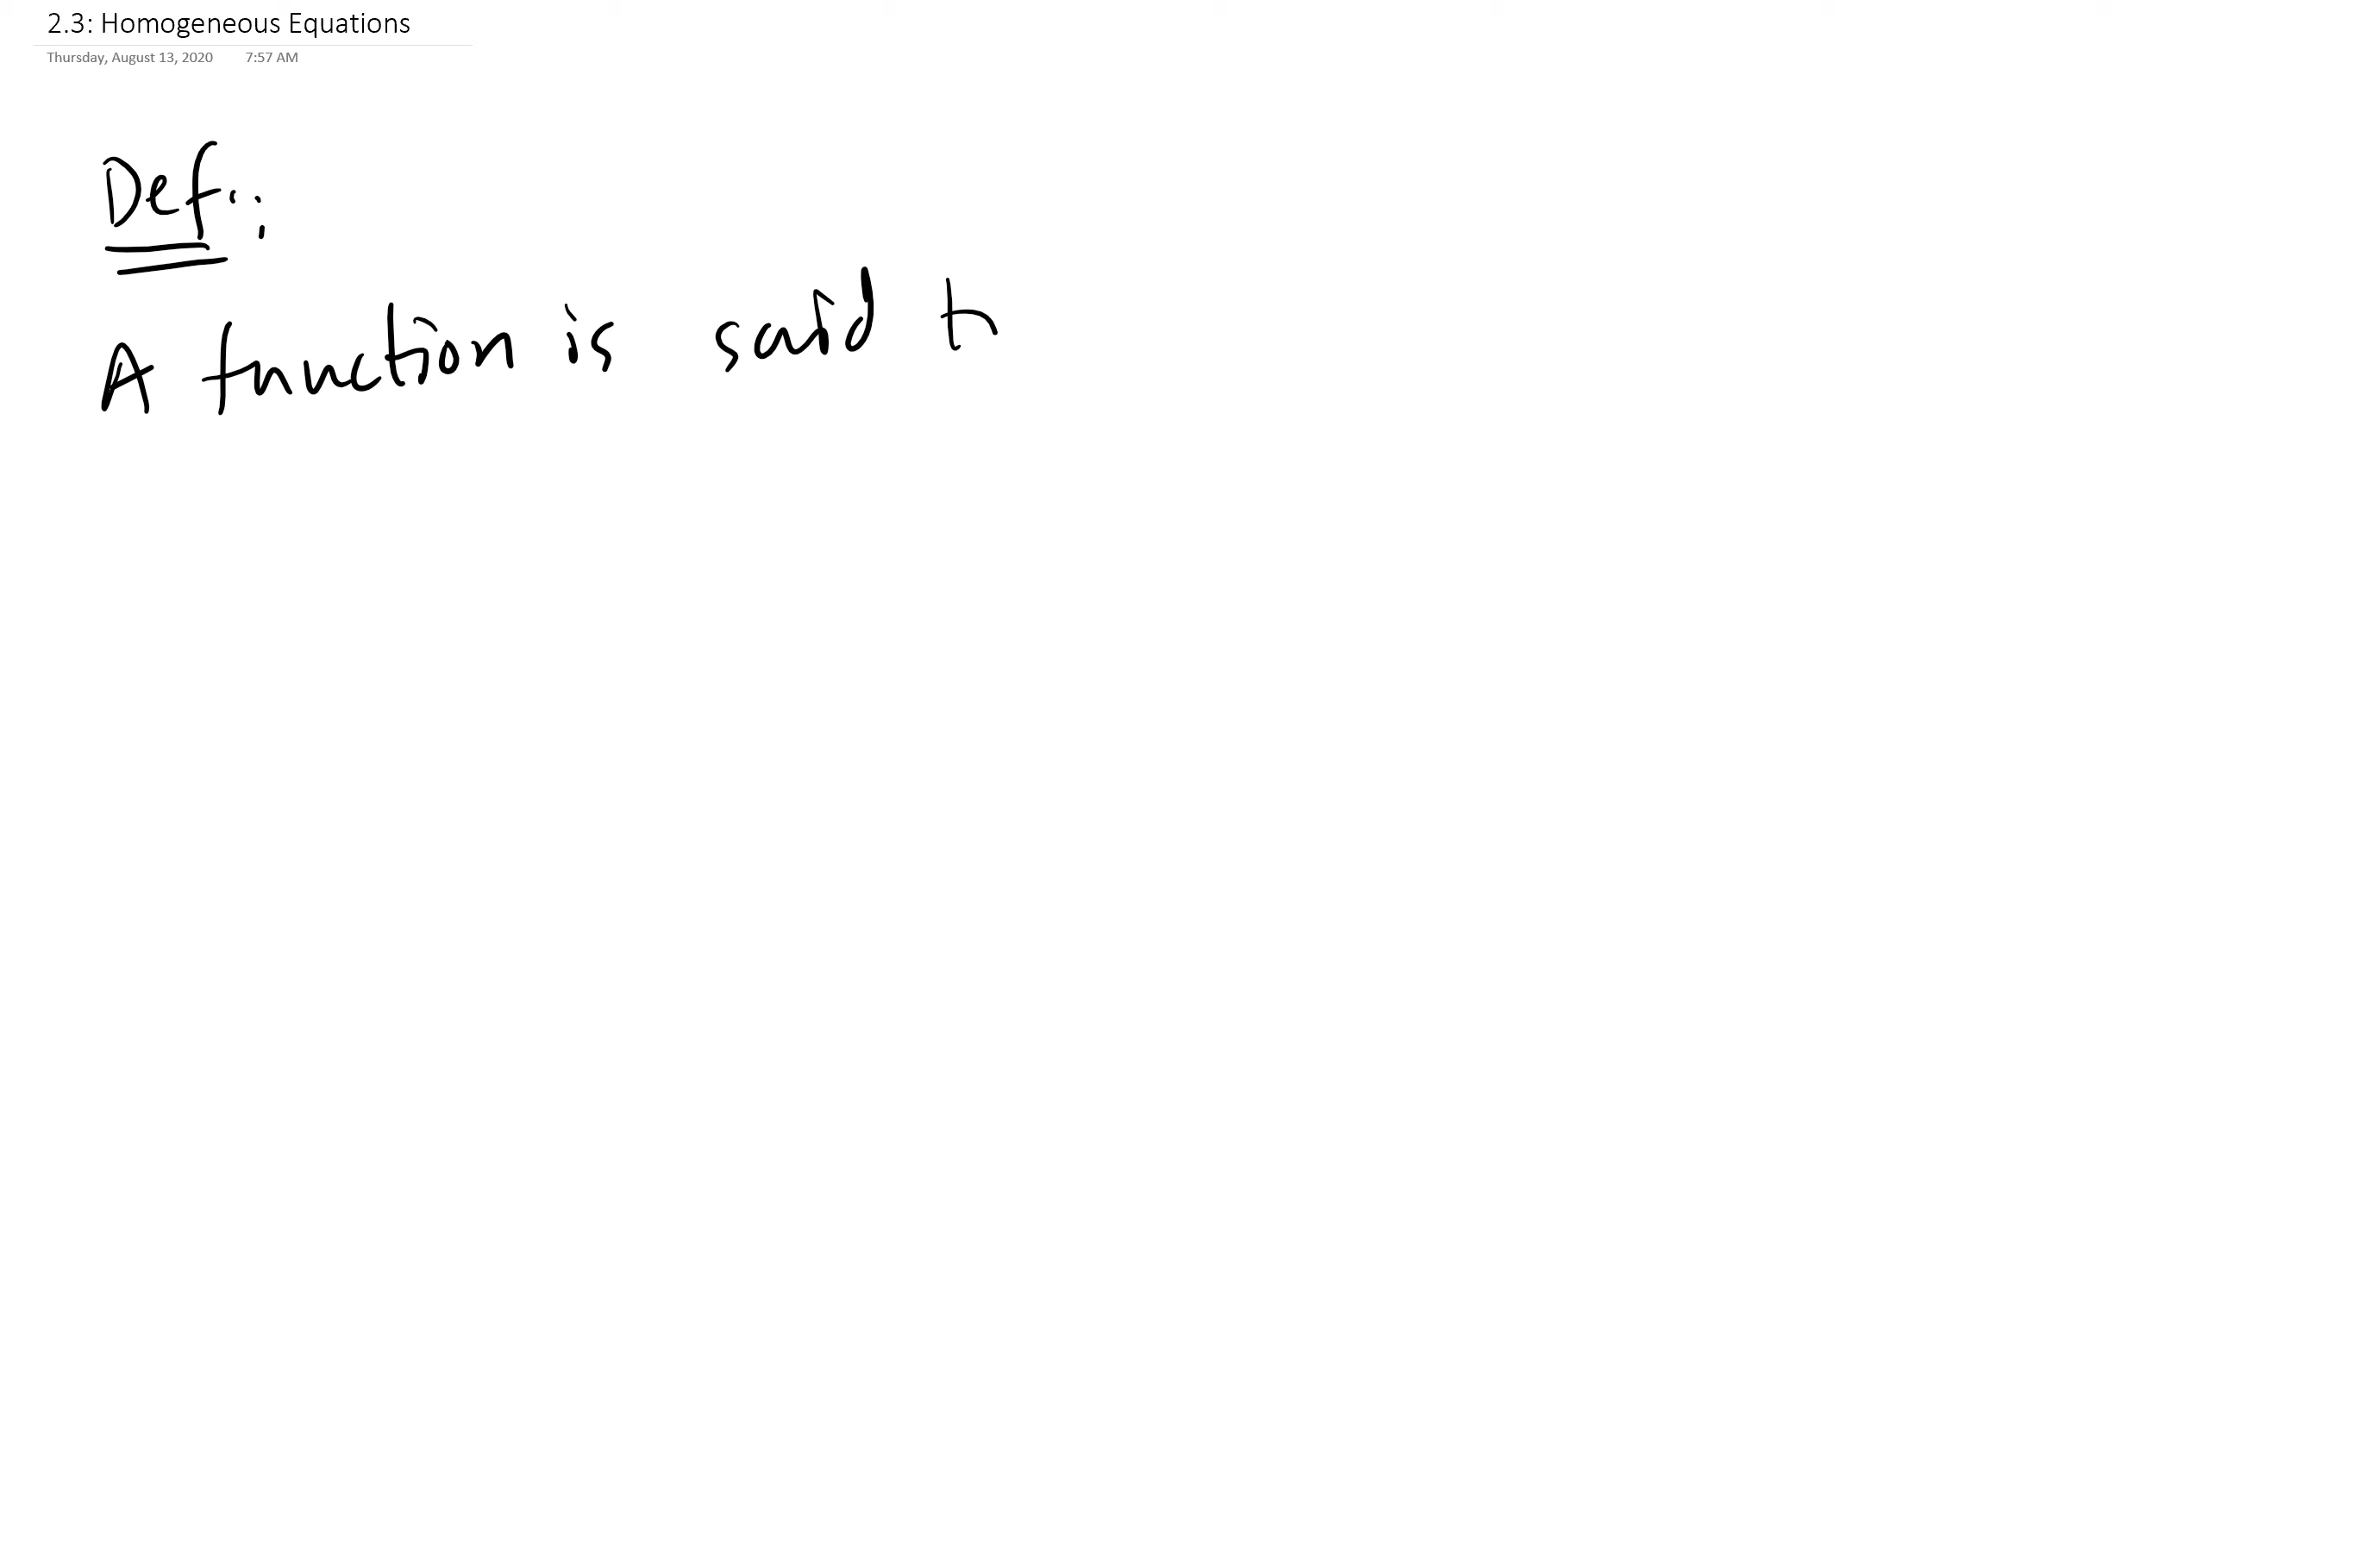 2.3: Homogeneous Equations
Thursday, August 13, 2020 7:57 AM
Def.:
A function is said t